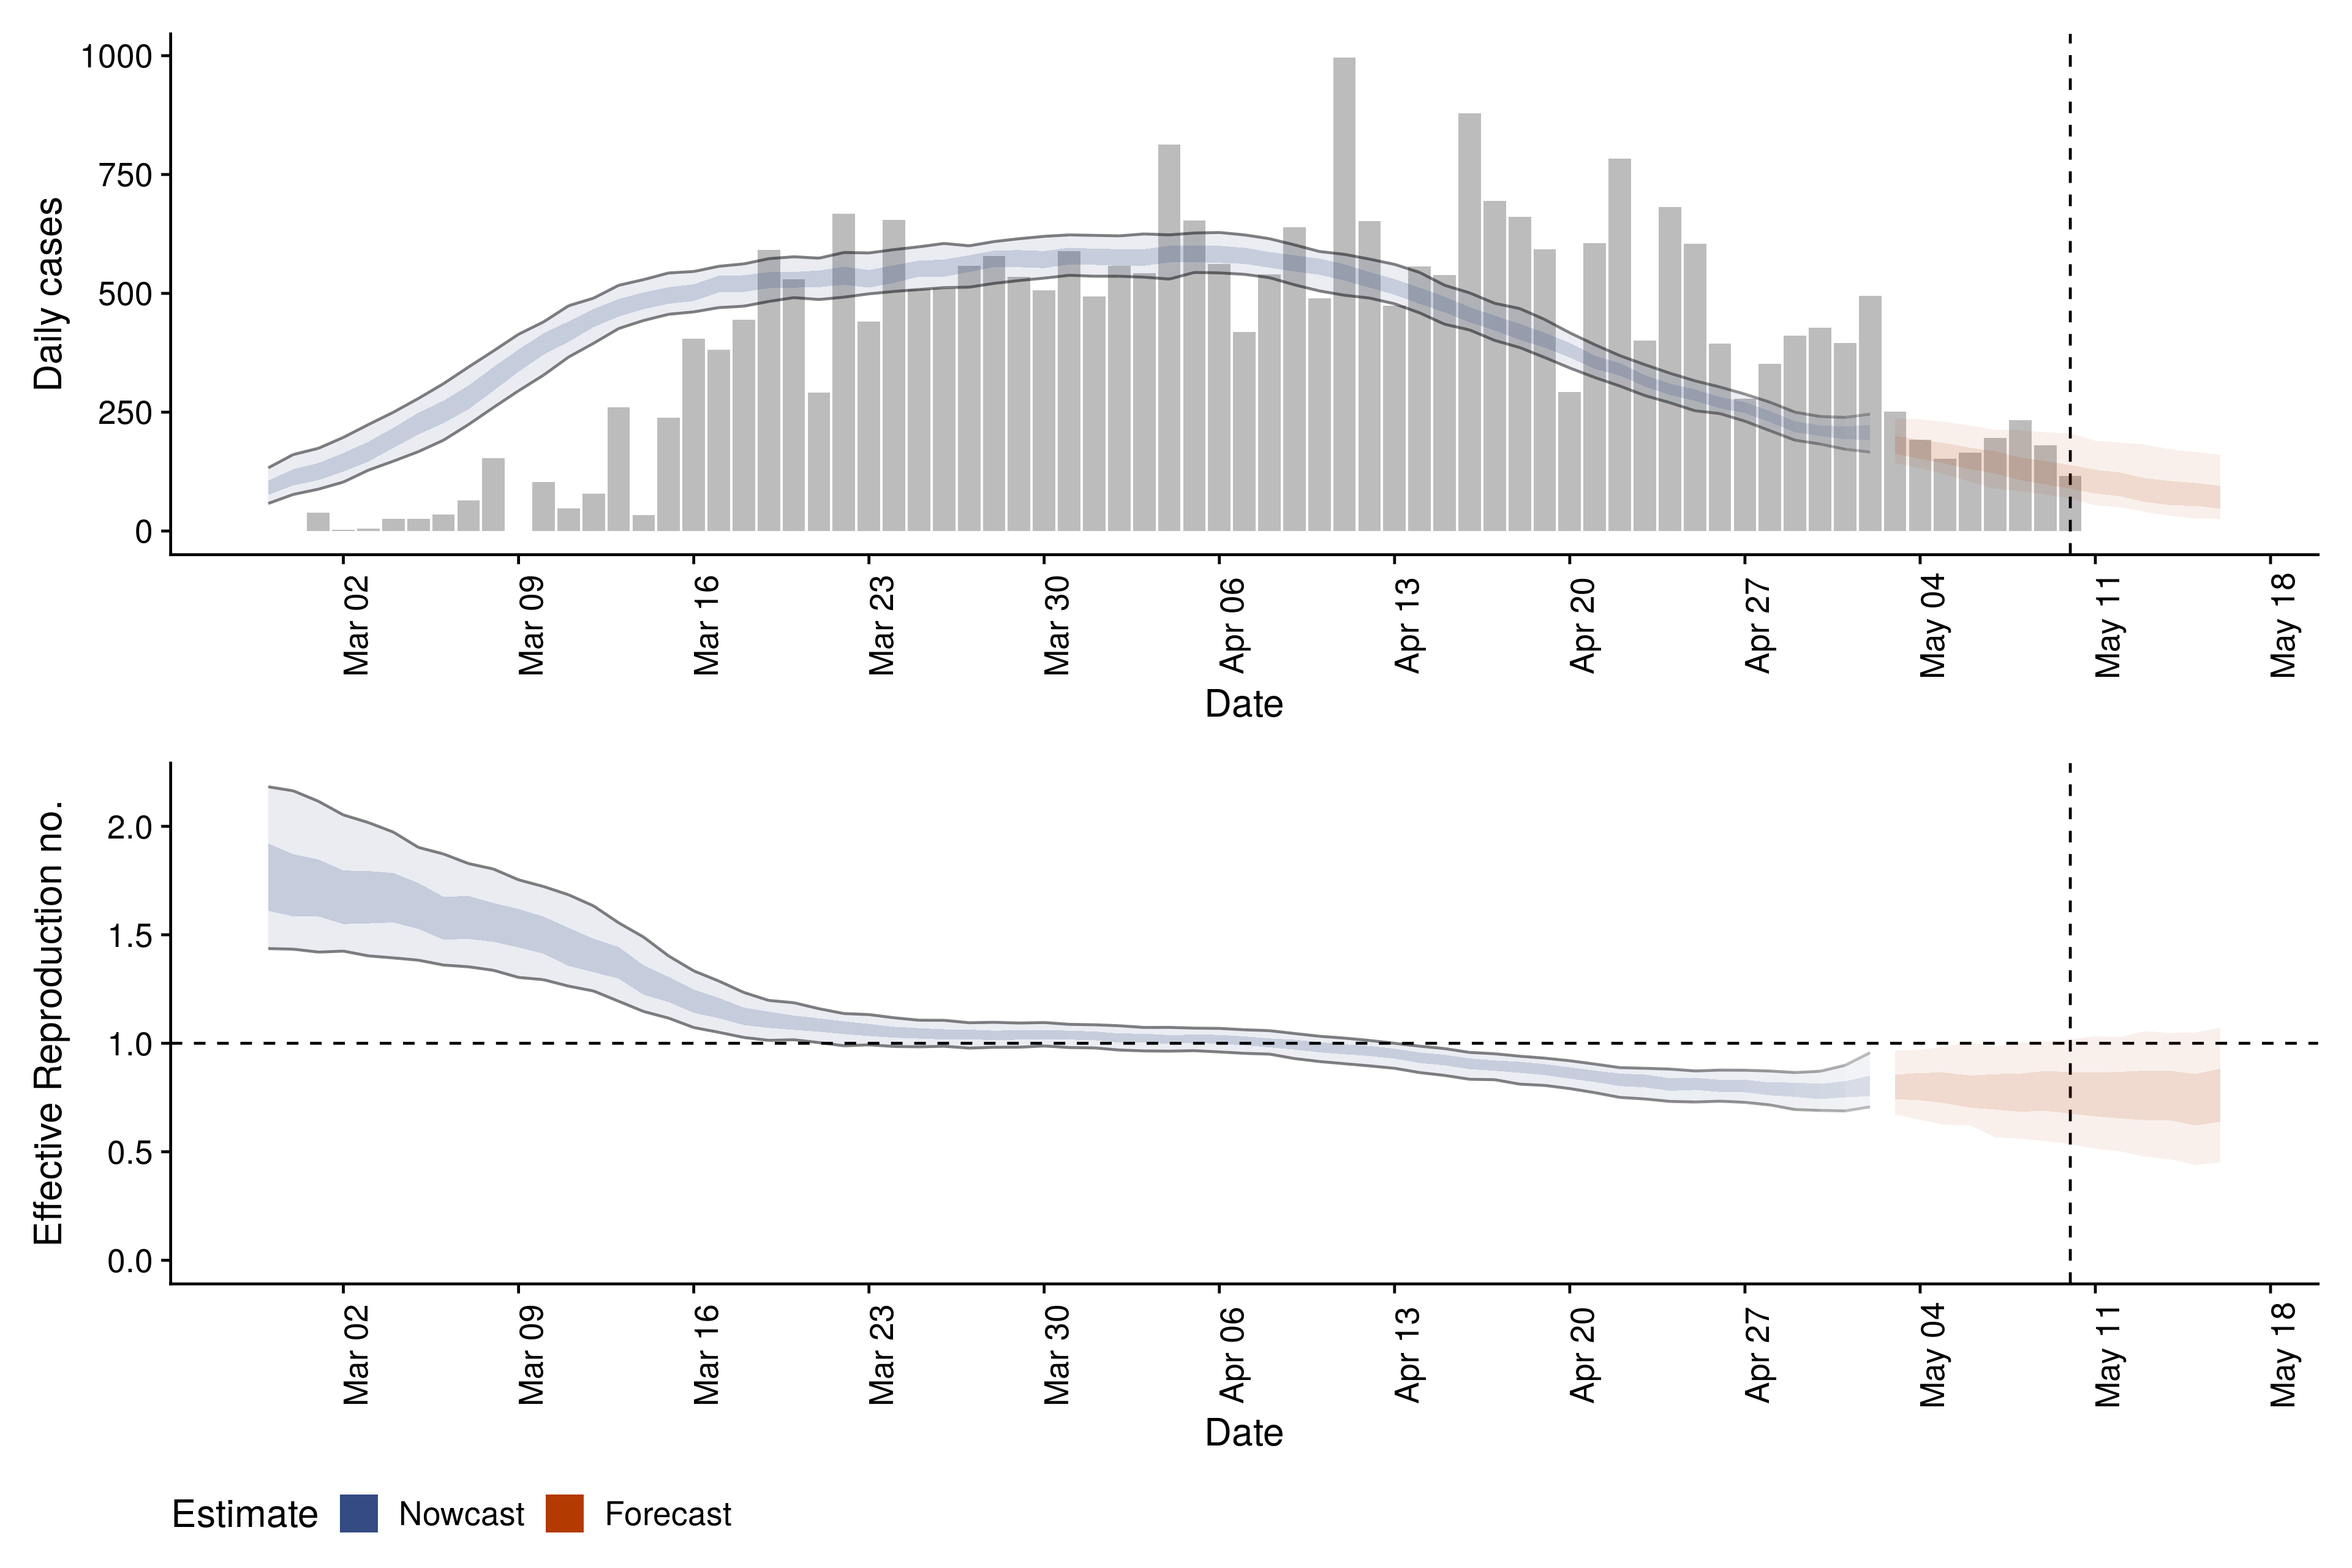 Daily cases
1000
750
500
250
0
Mar 02
Mar 09
Mar 16
Mar 23
Mar 30
Apr 06
Apr 13
Apr 20
Apr 27
May 04
May 11
May 18
Date
Effective Reproduction no.
2.0
1.5
1.0
0.5
0.0
Mar 02
Mar 09
Mar 16
Mar 23
Mar 30
Apr 06
Apr 13
Apr 20
Apr 27
May 04
May 11
May 18
Date
Estimate Nowcast Forecast